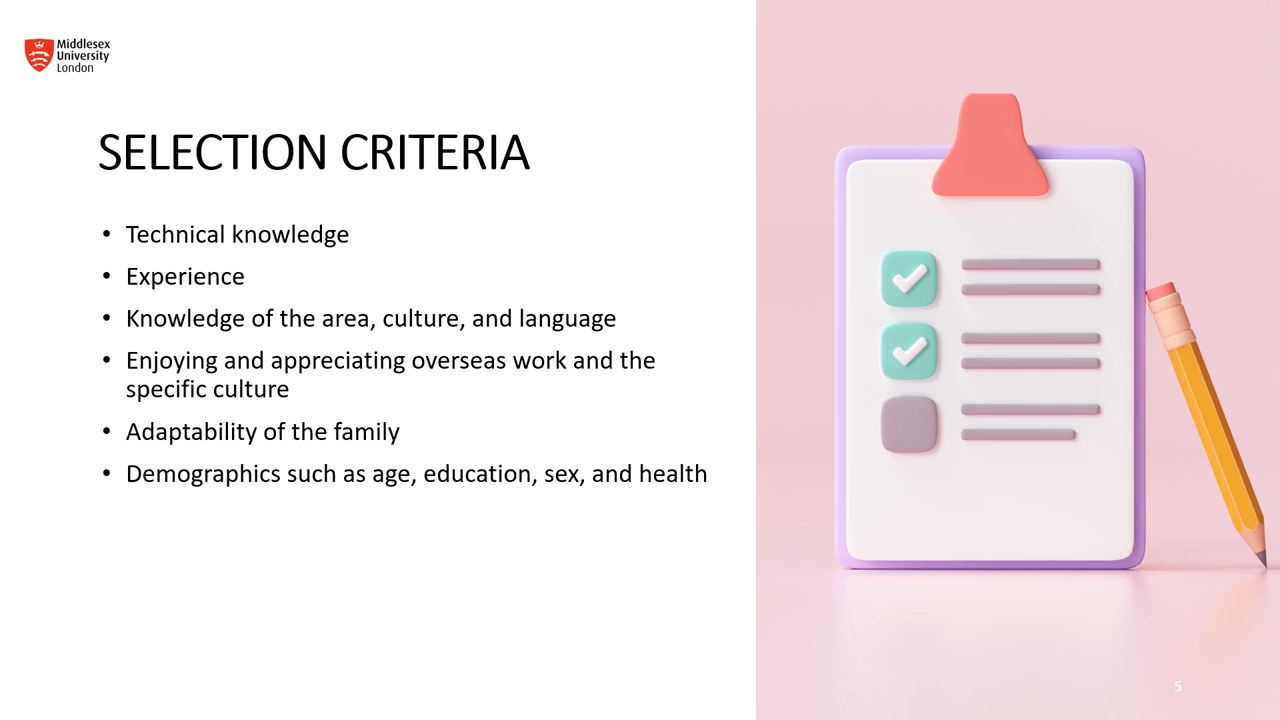 Middlesex
University
London
SELECTION CRITERIA
• Technical knowledge
• Experience
• Knowledge of the area, culture, and language
• Enjoying and appreciating overseas work and the
specific culture
• Adaptability of the family
• Demographics such as age, education, sex, and health
5